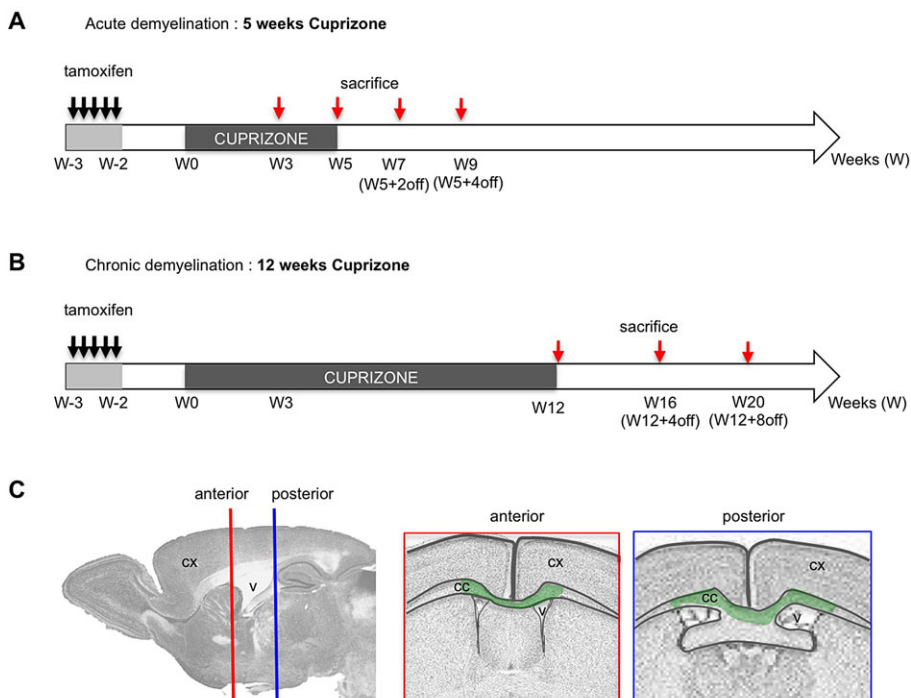 A
Acute demyelination : 5 weeks Cuprizone
tamoxifen
sacrifice
CUPRIZONE
W-3 W-2 W0 W3 W5 W7 W9
(W5+2off) (W5+4off)
Weeks (W)
B
Chronic demyelination : 12 weeks Cuprizone
tamoxifen
sacrifice
CUPRIZONE
W-3 W-2 W0 W3 W12 W16 W20
(W12+4off) (W12+8off)
Weeks (W)
C
anterior posterior
cx
v
anterior
cx
cc
v
posterior
cx
cc
v